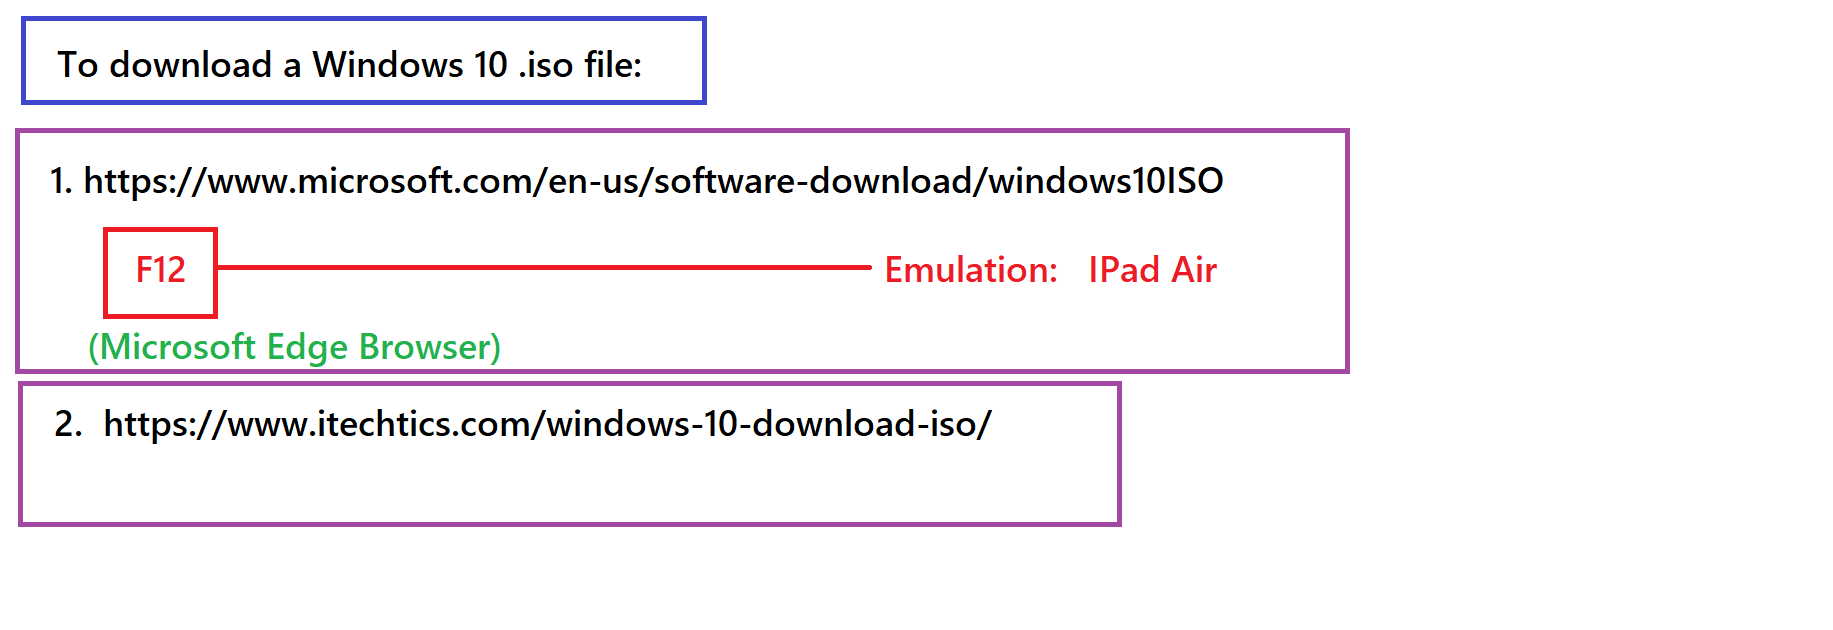 To download a Windows 10 .iso file:
1. https://www.microsoft.com/en-us/software-download/windows10ISO
F12 Emulation: IPad Air
(Microsoft Edge Browser)
2. https://www.itechtics.com/windows-10-download-iso/